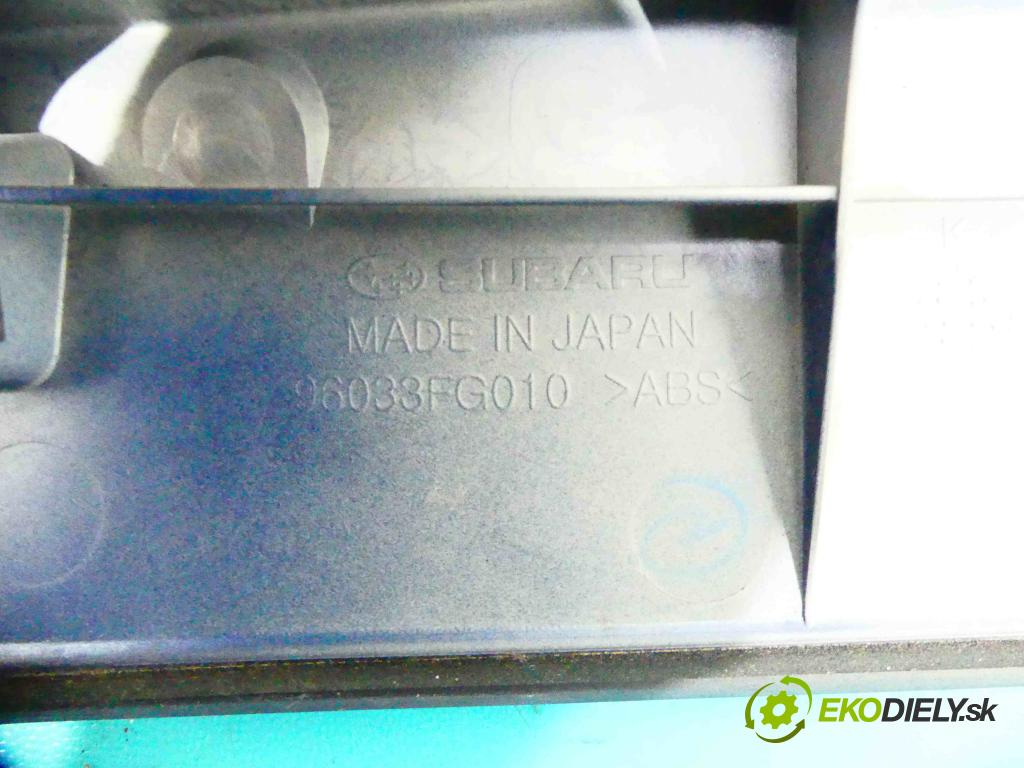 SUBARU
MADE IN JAPAN
96033FG010 >ABS<
K
EKODIELY.sk